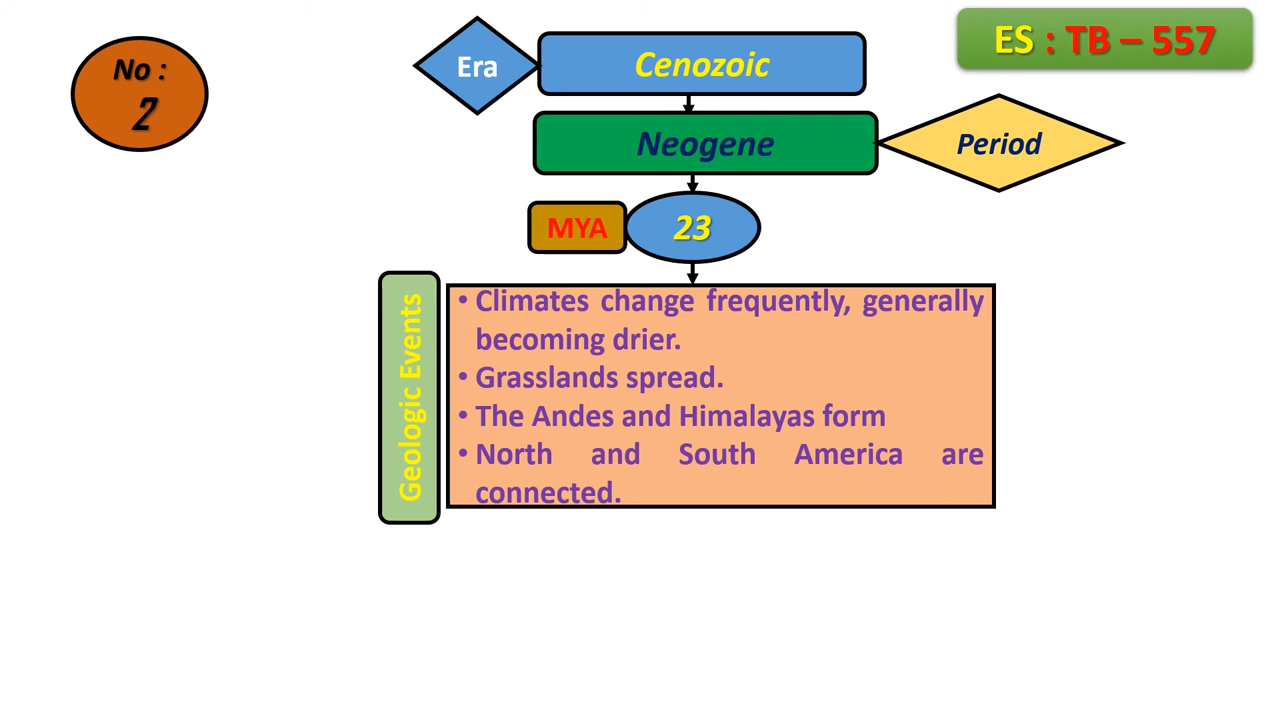 No :
2
Era
Cenozoic
ES : TB – 557
Neogene
Period
MYA
23
Geologic Events
• Climates change frequently, generally
becoming drier.
• Grasslands spread.
• The Andes and Himalayas form
• North and South America are
connected.